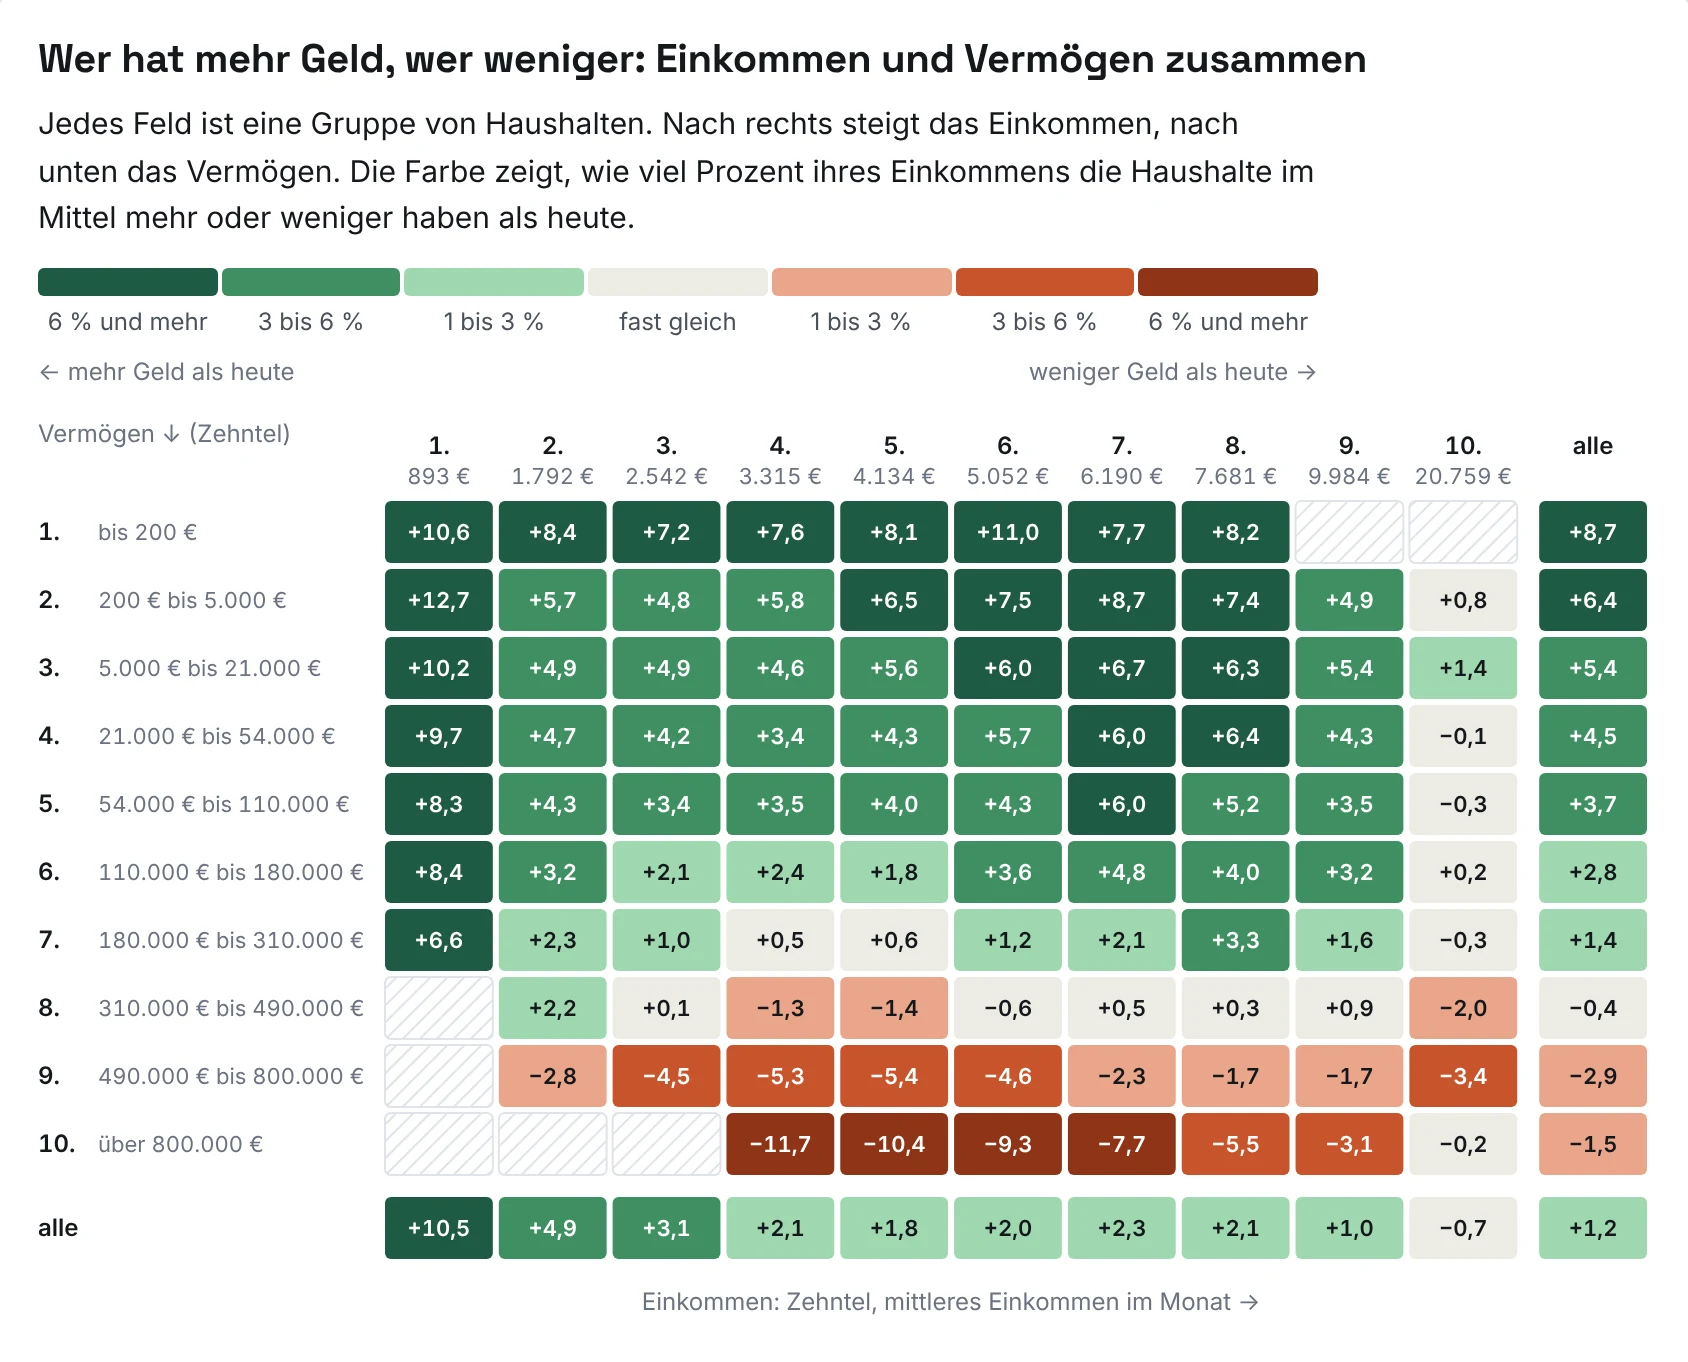 Wer hat mehr Geld, wer weniger: Einkommen und Vermögen zusammen
Jedes Feld ist eine Gruppe von Haushalten. Nach rechts steigt das Einkommen, nach
unten das Vermögen. Die Farbe zeigt, wie viel Prozent ihres Einkommens die Haushalte im
Mittel mehr oder weniger haben als heute.
6 % und mehr 3 bis 6 % 1 bis 3 % fast gleich 1 bis 3 % 3 bis 6 % 6 % und mehr
← mehr Geld als heute weniger Geld als heute →
Vermögen ↓ (Zehntel)
1. 2. 3. 4. 5. 6. 7. 8. 9. 10. alle
893 € 1.792 € 2.542 € 3.315 € 4.134 € 5.052 € 6.190 € 7.681 € 9.984 € 20.759 €
1. bis 200 € +10,6 +8,4 +7,2 +7,6 +8,1 +11,0 +7,7 +8,2 +8,7
2. 200 € bis 5.000 € +12,7 +5,7 +4,8 +5,8 +6,5 +7,5 +8,7 +7,4 +4,9 +0,8 +6,4
3. 5.000 € bis 21.000 € +10,2 +4,9 +4,9 +4,6 +5,6 +6,0 +6,7 +6,3 +5,4 +1,4 +5,4
4. 21.000 € bis 54.000 € +9,7 +4,7 +4,2 +3,4 +4,3 +5,7 +6,0 +6,4 +4,3 −0,1 +4,5
5. 54.000 € bis 110.000 € +8,3 +4,3 +3,4 +3,5 +4,0 +4,3 +6,0 +5,2 +3,5 −0,3 +3,7
6. 110.000 € bis 180.000 € +8,4 +3,2 +2,1 +2,4 +1,8 +3,6 +4,8 +4,0 +3,2 +0,2 +2,8
7. 180.000 € bis 310.000 € +6,6 +2,3 +1,0 +0,5 +0,6 +1,2 +2,1 +3,3 +1,6 −0,3 +1,4
8. 310.000 € bis 490.000 € +2,2 +0,1 −1,3 −1,4 −0,6 +0,5 +0,3 +0,9 −2,0 −0,4
9. 490.000 € bis 800.000 € −2,8 −4,5 −5,3 −5,4 −4,6 −2,3 −1,7 −1,7 −3,4 −2,9
10. über 800.000 € −11,7 −10,4 −9,3 −7,7 −5,5 −3,1 −0,2 −1,5
alle +10,5 +4,9 +3,1 +2,1 +1,8 +2,0 +2,3 +2,1 +1,0 −0,7 +1,2
Einkommen: Zehntel, mittleres Einkommen im Monat →